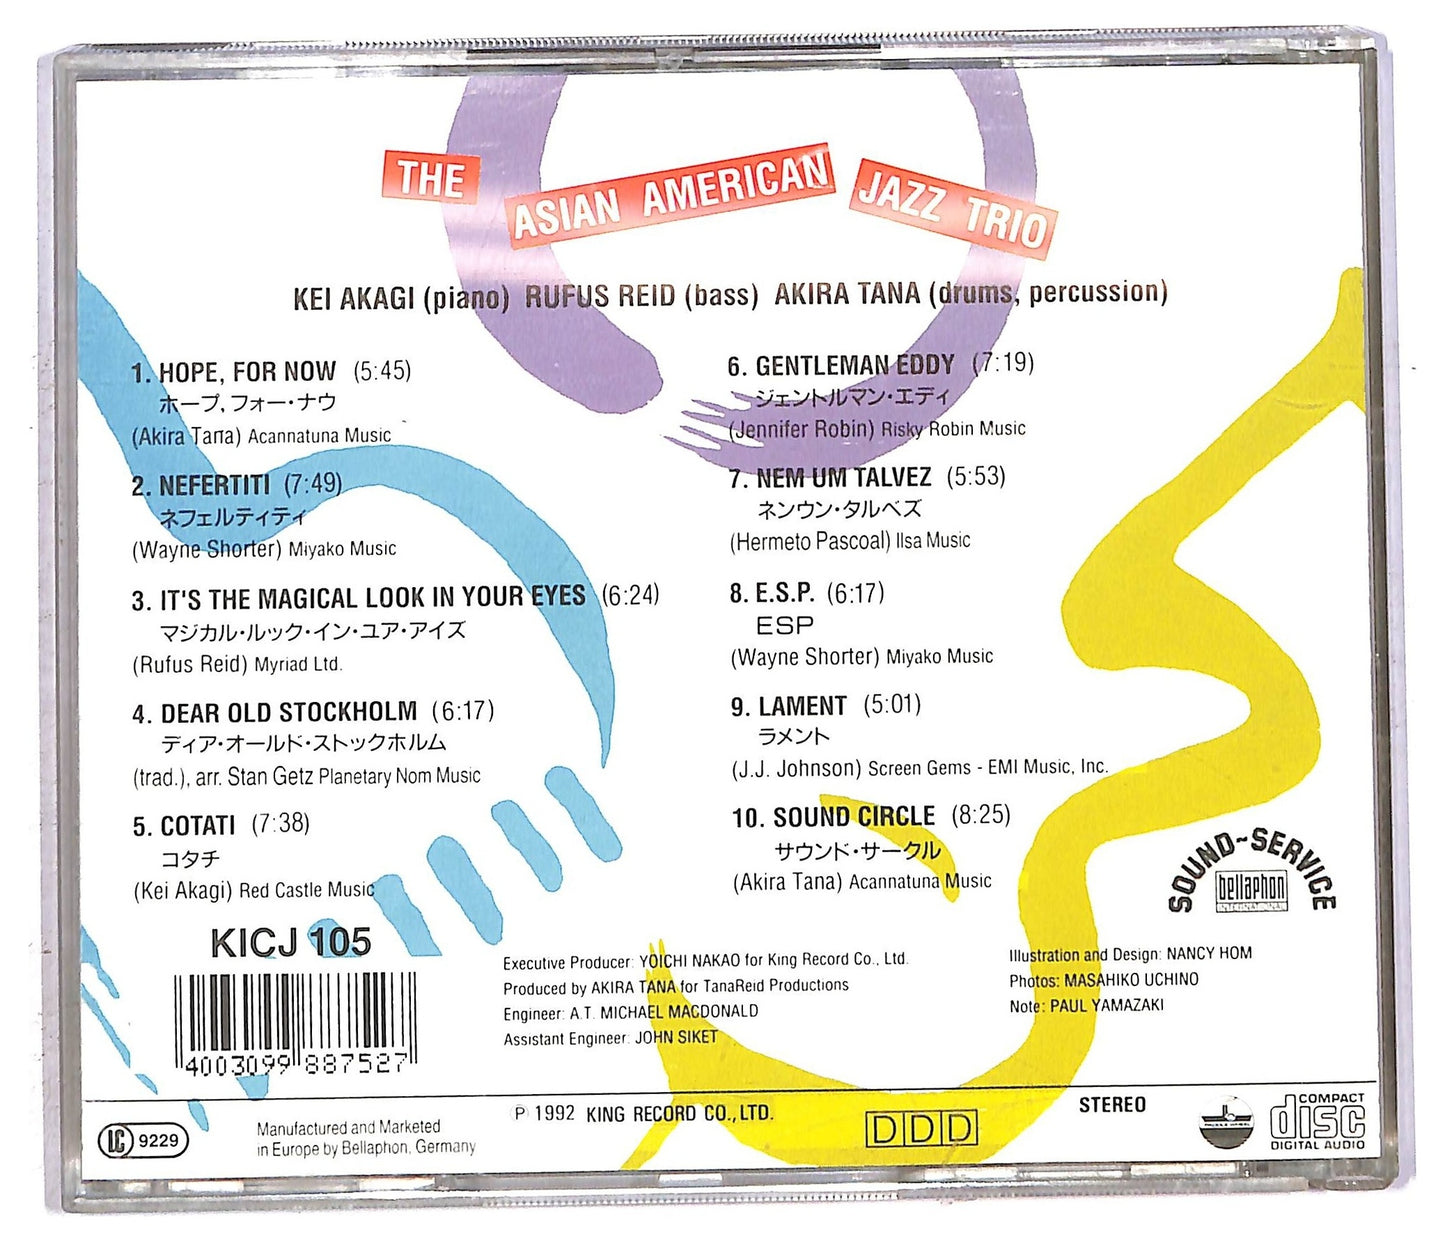 THE ASIAN AMERICAN JAZZ TRIO
KEI AKAGI (piano) RUFUS REID (bass) AKIRA TANA (drums, percussion)
1. HOPE, FOR NOW (5:45)
ホープ,フォー・ナウ
(Akira Tana) Acannatuna Music
2. NEFERTITI (7:49)
ネフェルティティ
(Wayne Shorter) Miyako Music
3. IT'S THE MAGICAL LOOK IN YOUR EYES (6:24)
マジカル・ルック・イン・ユア・アイズ
(Rufus Reid) Myriad Ltd.
4. DEAR OLD STOCKHOLM (6:17)
ディア・オールド・ストックホルム
(trad.), arr. Stan Getz Planetary Nom Music
5. COTATI (7:38)
コタチ
(Kei Akagi) Red Castle Music
6. GENTLEMAN EDDY (7:19)
ジェントルマン・エディ
(Jennifer Robin) Risky Robin Music
7. NEM UM TALVEZ (5:53)
ネンウン・タルベズ
(Hermeto Pascoal) Ilsa Music
8. E.S.P. (6:17)
ESP
(Wayne Shorter) Miyako Music
9. LAMENT (5:01)
ラメント
(J.J. Johnson) Screen Gems - EMI Music, Inc.
10. SOUND CIRCLE (8:25)
サウンド・サークル
(Akira Tana) Acannatuna Music
SOUND~SERVICE
bellaphon
INTERNATIONAL
KICJ 105
4003099 887527
Executive Producer: YOICHI NAKAO for King Record Co., Ltd.
Produced by AKIRA TANA for TanaReid Productions
Engineer: A.T. MICHAEL MACDONALD
Assistant Engineer: JOHN SIKET
Illustration and Design: NANCY HOM
Photos: MASAHIKO UCHINO
Note: PAUL YAMAZAKI
LC 9229
Manufactured and Marketed
in Europe by Bellaphon, Germany
℗ 1992 KING RECORD CO.,LTD.
DDD
STEREO
COMPACT
disc
DIGITAL AUDIO